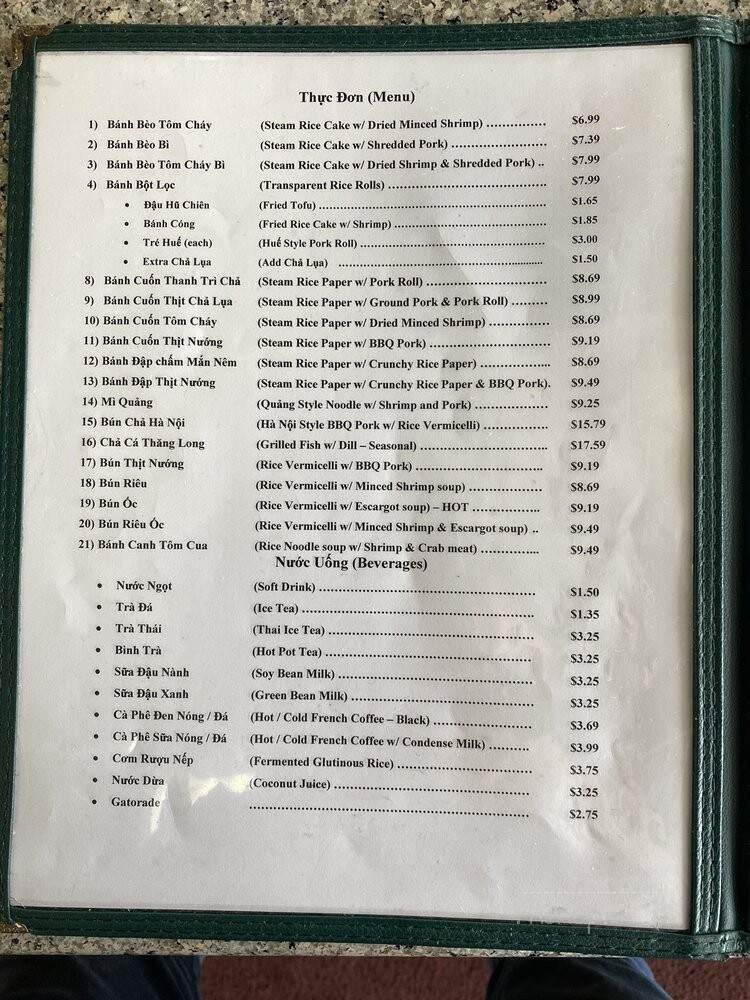 Thực Đơn (Menu)
1) Bánh Bèo Tôm Cháy (Steam Rice Cake w/ Dried Minced Shrimp) ............... $6.99
2) Bánh Bèo Bì (Steam Rice Cake w/ Shredded Pork) ........................ $7.39
3) Bánh Bèo Tôm Cháy Bì (Steam Rice Cake w/ Dried Shrimp & Shredded Pork) .. $7.99
4) Bánh Bột Lọc (Transparent Rice Rolls) ........................................ $7.99
• Đậu Hũ Chiên (Fried Tofu) ............................................................ $1.65
• Bánh Cóng (Fried Rice Cake w/ Shrimp) ........................................ $1.85
• Tré Huế (each) (Huế Style Pork Roll) ................................................. $3.00
• Extra Chả Lụa (Add Chả Lụa) ....................................................... $1.50
8) Bánh Cuốn Thanh Trì Chả (Steam Rice Paper w/ Pork Roll) .............................. $8.69
9) Bánh Cuốn Thịt Chả Lụa (Steam Rice Paper w/ Ground Pork & Pork Roll) ......... $8.99
10) Bánh Cuốn Tôm Cháy (Steam Rice Paper w/ Dried Minced Shrimp) ............... $8.69
11) Bánh Cuốn Thịt Nướng (Steam Rice Paper w/ BBQ Pork) .............................. $9.19
12) Bánh Đập chấm Mắn Nêm (Steam Rice Paper w/ Crunchy Rice Paper) .................. $8.69
13) Bánh Đập Thịt Nướng (Steam Rice Paper w/ Crunchy Rice Paper & BBQ Pork). $9.49
14) Mì Quảng (Quảng Style Noodle w/ Shrimp and Pork) .................. $9.25
15) Bún Chả Hà Nội (Hà Nội Style BBQ Pork w/ Rice Vermicelli) ................ $15.79
16) Chả Cá Thăng Long (Grilled Fish w/ Dill – Seasonal) ................................ $17.59
17) Bún Thịt Nướng (Rice Vermicelli w/ BBQ Pork) ................................ $9.19
18) Bún Riêu (Rice Vermicelli w/ Minced Shrimp soup) .................. $8.69
19) Bún Ốc (Rice Vermicelli w/ Escargot soup) – HOT ................. $9.19
20) Bún Riêu Ốc (Rice Vermicelli w/ Minced Shrimp & Escargot soup) .. $9.49
21) Bánh Canh Tôm Cua (Rice Noodle soup w/ Shrimp & Crab meat) ............... $9.49
Nước Uống (Beverages)
• Nước Ngọt (Soft Drink) ...................................................... $1.50
• Trà Đá (Ice Tea) .......................................................... $1.35
• Trà Thái (Thai Ice Tea) ................................................... $3.25
• Bình Trà (Hot Pot Tea) .................................................... $3.25
• Sữa Đậu Nành (Soy Bean Milk) ................................................ $3.25
• Sữa Đậu Xanh (Green Bean Milk) ............................................. $3.25
• Cà Phê Đen Nóng / Đá (Hot / Cold French Coffee – Black) ......................... $3.69
• Cà Phê Sữa Nóng / Đá (Hot / Cold French Coffee w/ Condense Milk) .......... $3.99
• Cơm Rượu Nếp (Fermented Glutinous Rice) ................................. $3.75
• Nước Dừa (Coconut Juice) ................................................. $3.25
• Gatorade ..................................................................... $2.75